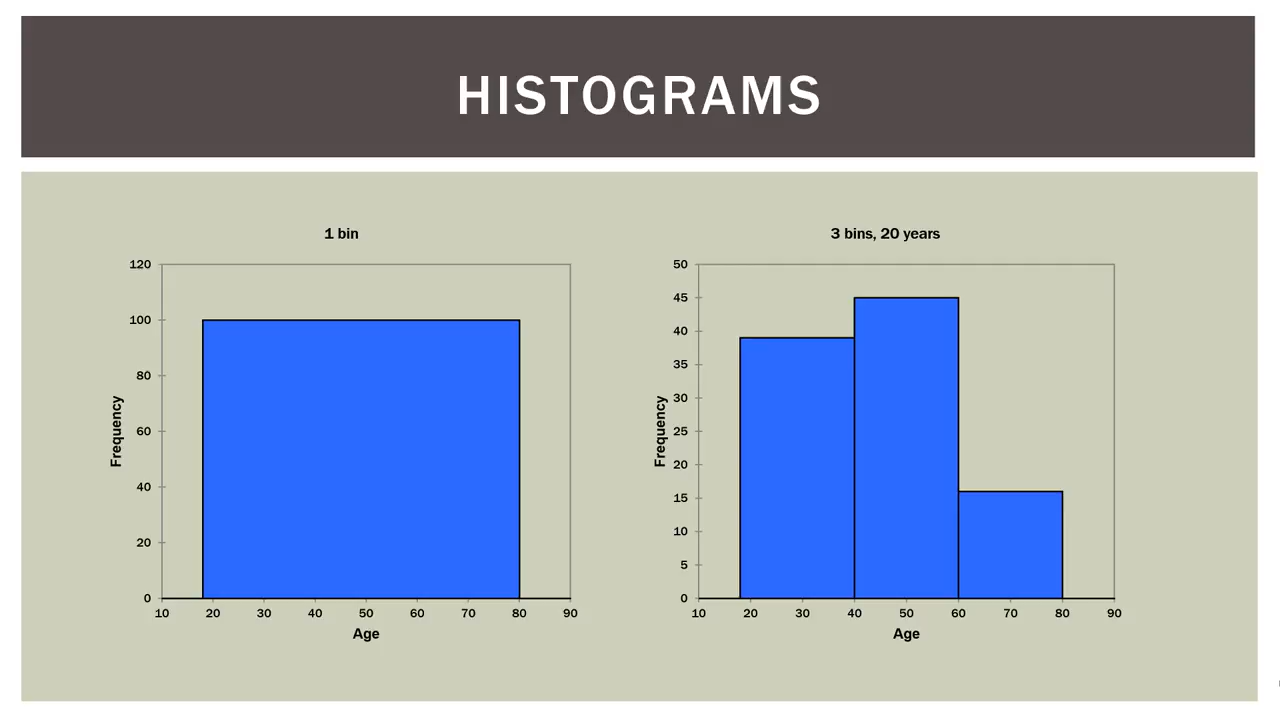 HISTOGRAMS
1 bin
120
100
80
60
40
20
0
Frequency
10 20 30 40 50 60 70 80 90
Age
3 bins, 20 years
50
45
40
35
30
25
20
15
10
5
0
Frequency
10 20 30 40 50 60 70 80 90
Age